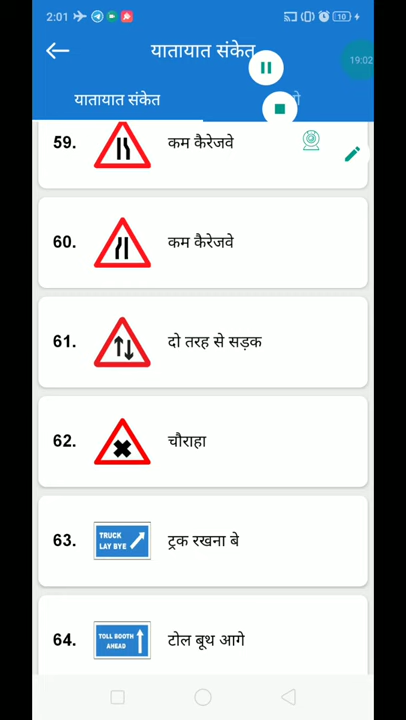 2:01
10
यातायात संकेत
19:02
यातायात संकेत
59.
कम कैरेजवे
60.
कम कैरेजवे
61.
दो तरह से सड़क
62.
चौराहा
63.
TRUCK
LAY BYE
ट्रक रखना बे
64.
TOLL BOOTH
AHEAD
टोल बूथ आगे